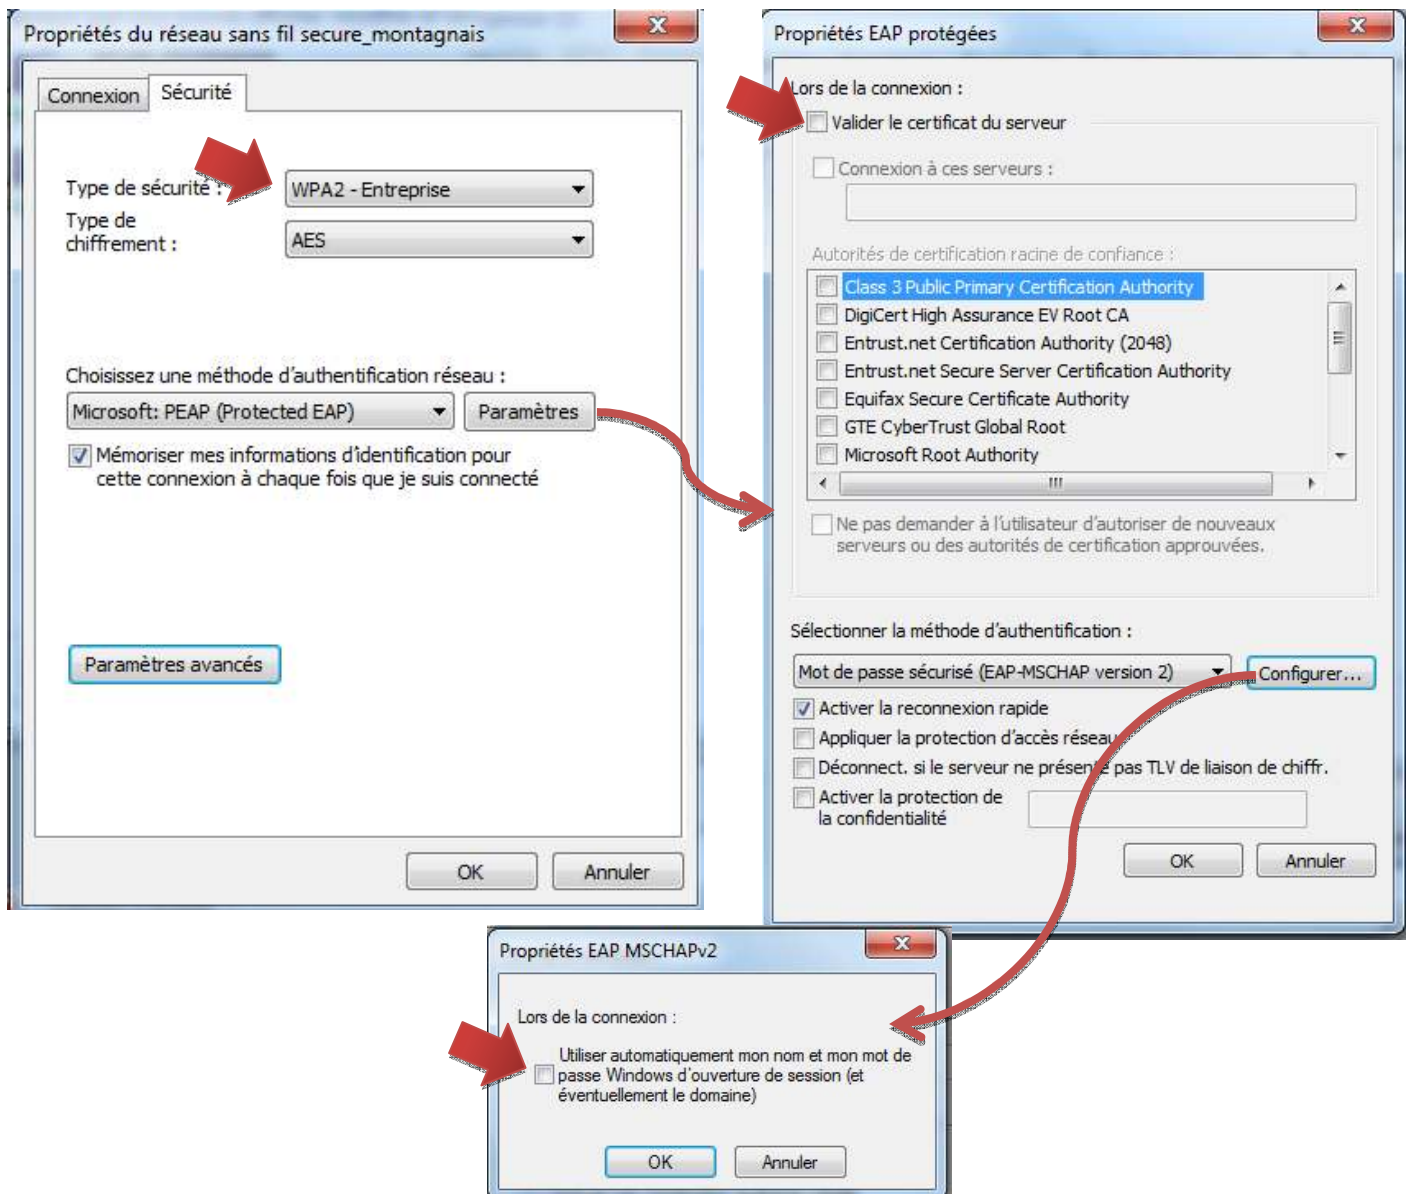 Propriétés du réseau sans fil secure_montagnais
Connexion
Sécurité
Type de sécurité :
WPA2 - Entreprise
Type de
chiffrement :
AES
Choisissez une méthode d'authentification réseau :
Microsoft: PEAP (Protected EAP)
Paramètres
Mémoriser mes informations d'identification pour
cette connexion à chaque fois que je suis connecté
Paramètres avancés
OK
Annuler
Propriétés EAP protégées
Lors de la connexion :
Valider le certificat du serveur
Connexion à ces serveurs :
Autorités de certification racine de confiance :
Class 3 Public Primary Certification Authority
DigiCert High Assurance EV Root CA
Entrust.net Certification Authority (2048)
Entrust.net Secure Server Certification Authority
Equifax Secure Certificate Authority
GTE CyberTrust Global Root
Microsoft Root Authority
Ne pas demander à l'utilisateur d'autoriser de nouveaux
serveurs ou des autorités de certification approuvées.
Sélectionner la méthode d'authentification :
Mot de passe sécurisé (EAP-MSCHAP version 2)
Configurer...
Activer la reconnexion rapide
Appliquer la protection d'accès réseau
Déconnect. si le serveur ne présente pas TLV de liaison de chiffr.
Activer la protection de
la confidentialité
OK
Annuler
Propriétés EAP MSCHAPv2
Lors de la connexion :
Utiliser automatiquement mon nom et mon mot de
passe Windows d'ouverture de session (et
éventuellement le domaine)
OK
Annuler